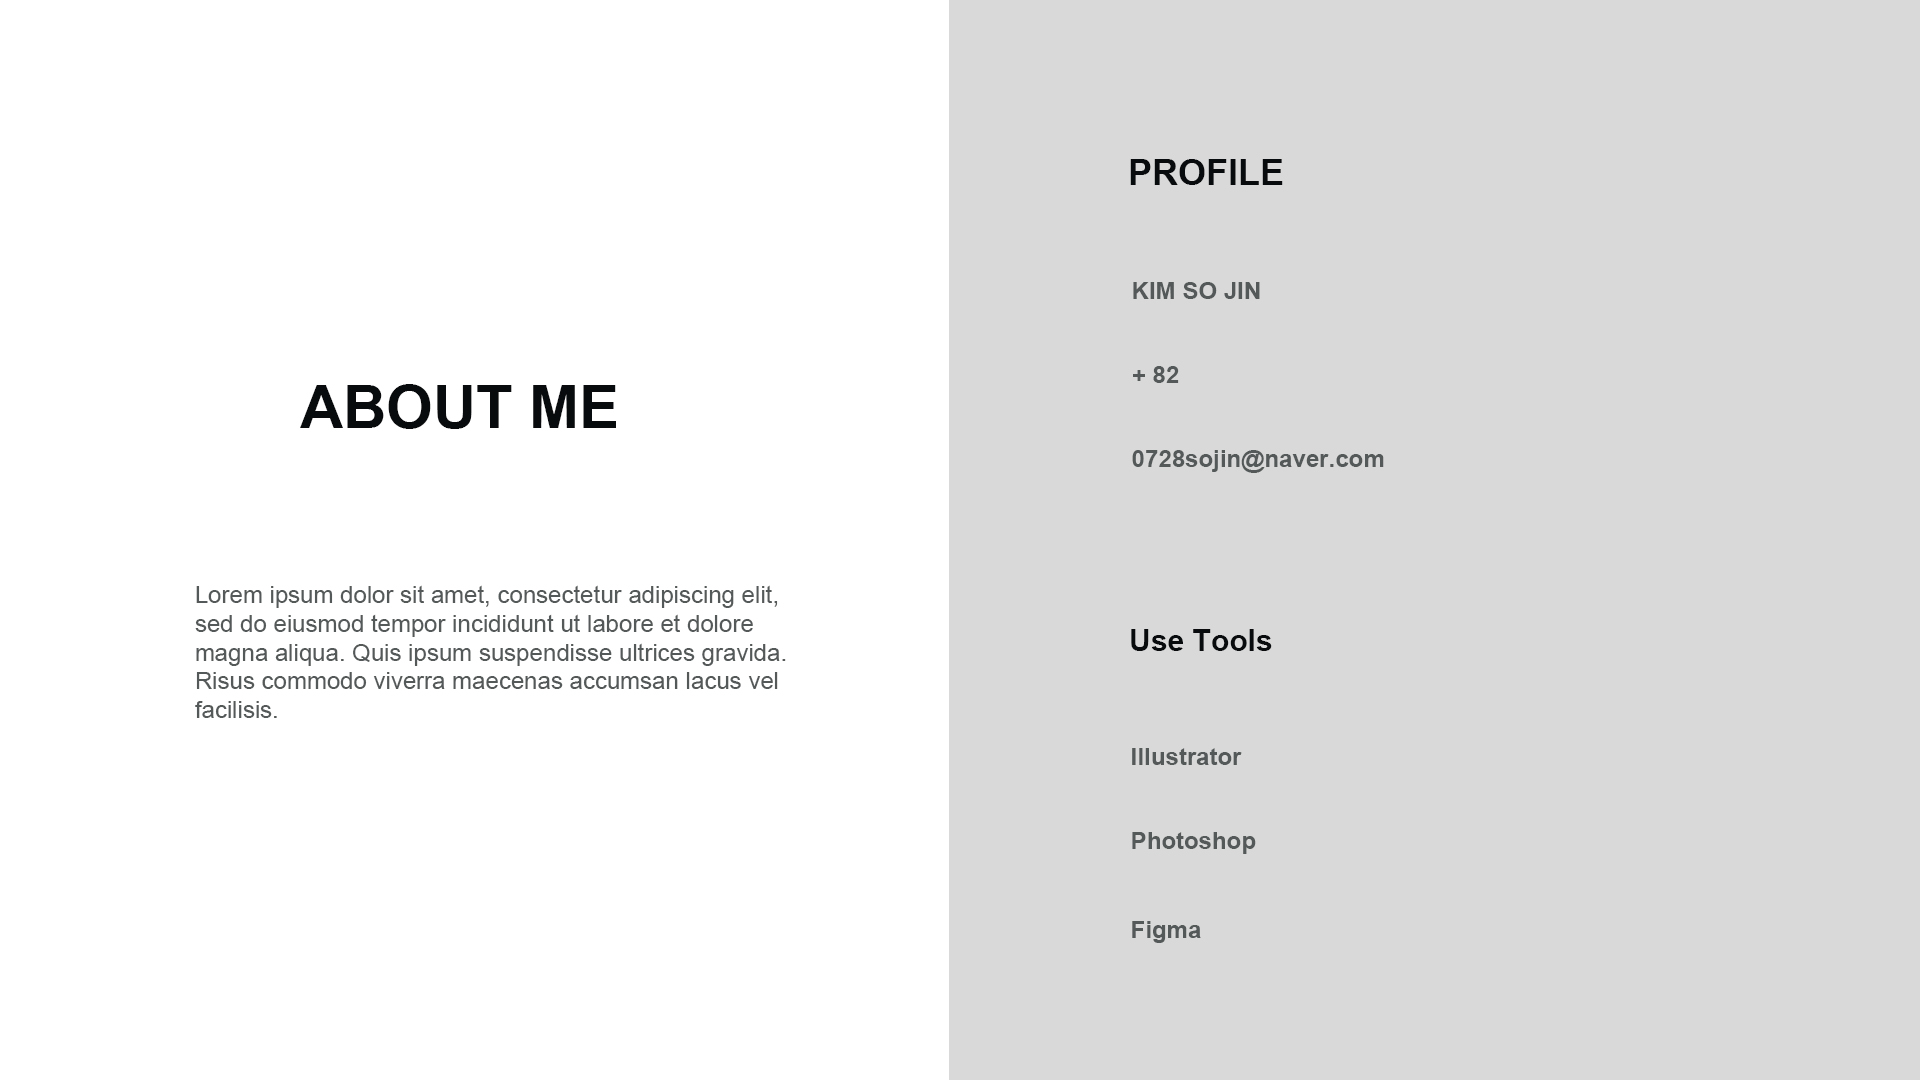 ABOUT ME
Lorem ipsum dolor sit amet, consectetur adipiscing elit,
sed do eiusmod tempor incididunt ut labore et dolore
magna aliqua. Quis ipsum suspendisse ultrices gravida.
Risus commodo viverra maecenas accumsan lacus vel
facilisis.
PROFILE
KIM SO JIN
+ 82
0728sojin@naver.com
Use Tools
Illustrator
Photoshop
Figma